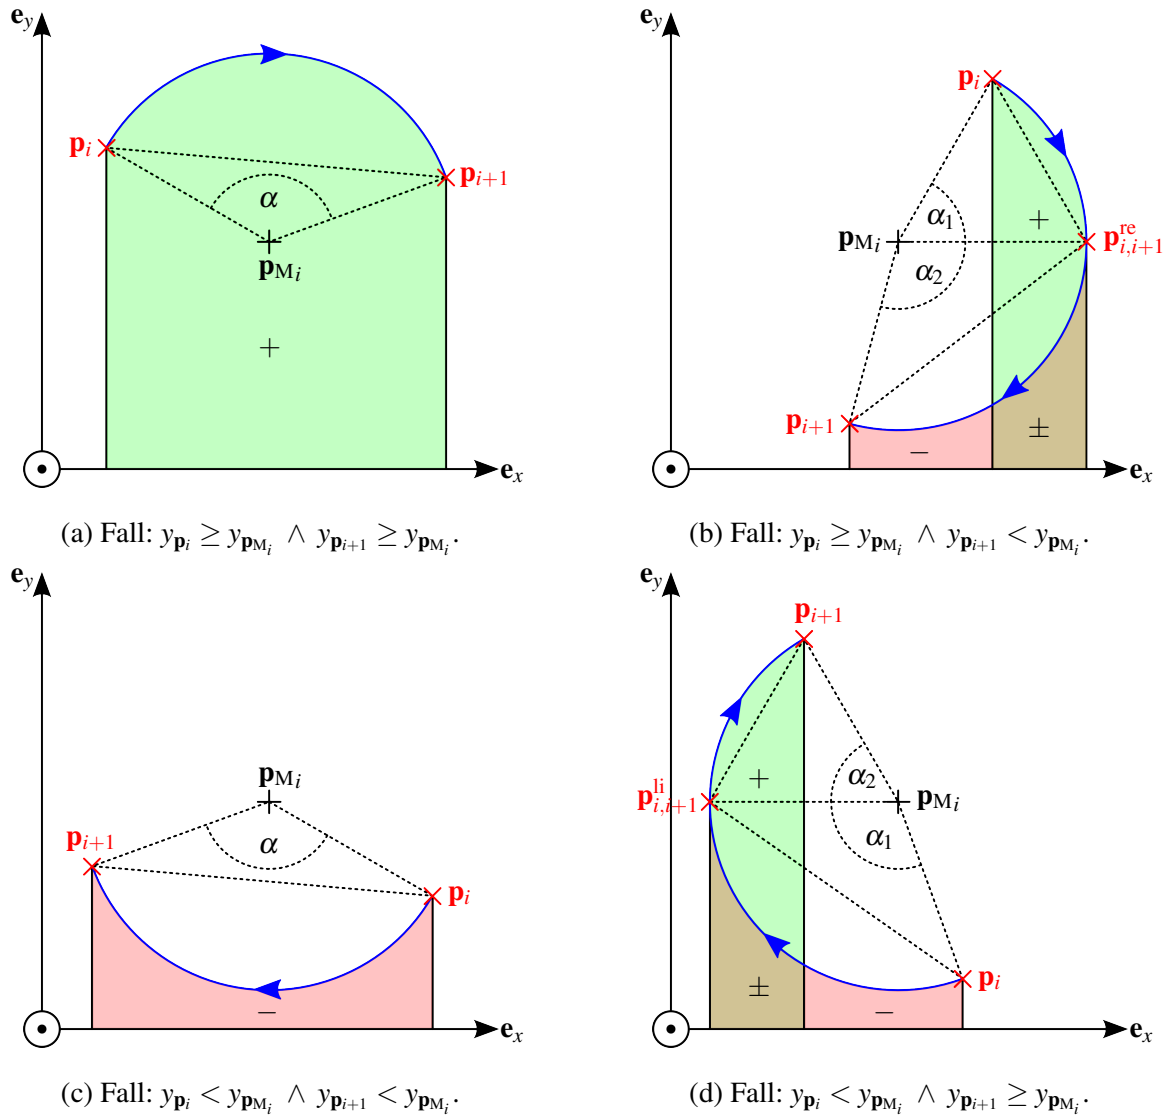 e_y
p_i
p_{i+1}
α
p_{M_i}
+
e_x
(a) Fall: y_{p_i} ≥ y_{p_{M_i}} ∧ y_{p_{i+1}} ≥ y_{p_{M_i}}.
e_y
p_i
α_1
+
p_{M_i}
p^{re}_{i,i+1}
α_2
p_{i+1}
−
±
e_x
(b) Fall: y_{p_i} ≥ y_{p_{M_i}} ∧ y_{p_{i+1}} < y_{p_{M_i}}.
e_y
p_{M_i}
p_{i+1}
α
p_i
−
e_x
(c) Fall: y_{p_i} < y_{p_{M_i}} ∧ y_{p_{i+1}} < y_{p_{M_i}}.
e_y
p_{i+1}
+
α_2
p^{li}_{i,i+1}
p_{M_i}
α_1
p_i
±
−
e_x
(d) Fall: y_{p_i} < y_{p_{M_i}} ∧ y_{p_{i+1}} ≥ y_{p_{M_i}}.